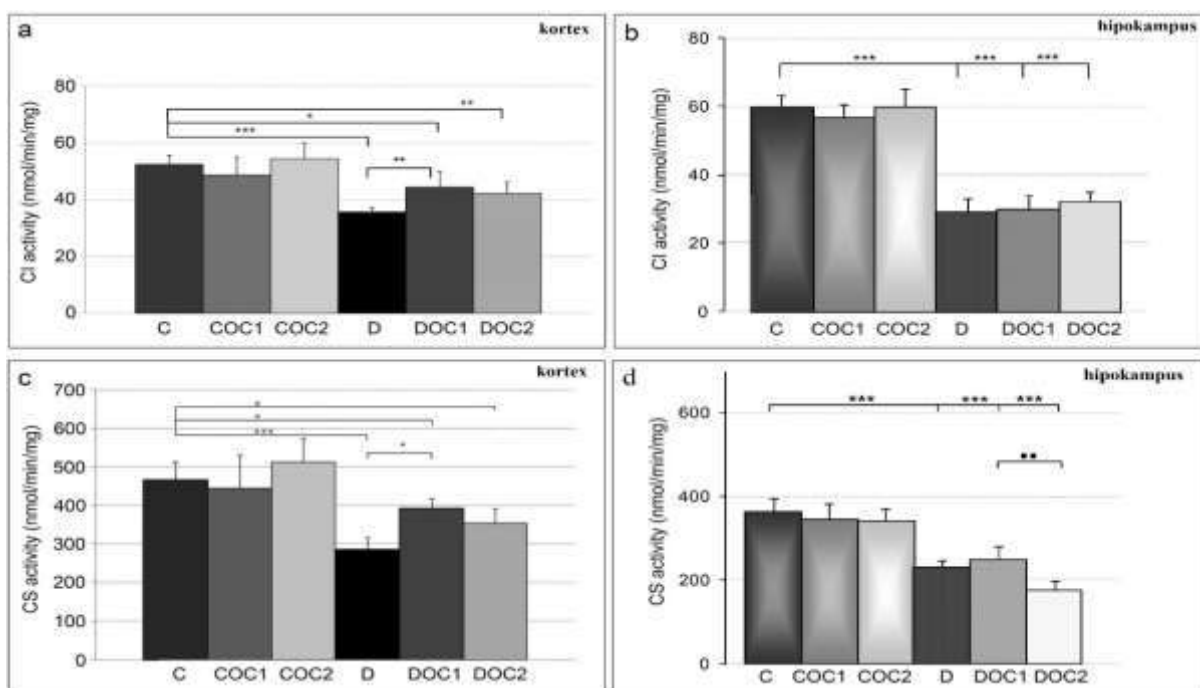 a kortex
CI activity (nmol/min/mg)
80
60
40
20
0
** 
*
***
**
C COC1 COC2 D DOC1 DOC2
b hipokampus
CI activity (nmol/min/mg)
80
60
40
20
0
*** *** ***
C COC1 COC2 D DOC1 DOC2
c kortex
CS activity (nmol/min/mg)
700
600
500
400
300
200
100
0
*
*
***
*
C COC1 COC2 D DOC1 DOC2
d hipokampus
CS activity (nmol/min/mg)
600
400
200
0
*** *** ***
**
C COC1 COC2 D DOC1 DOC2